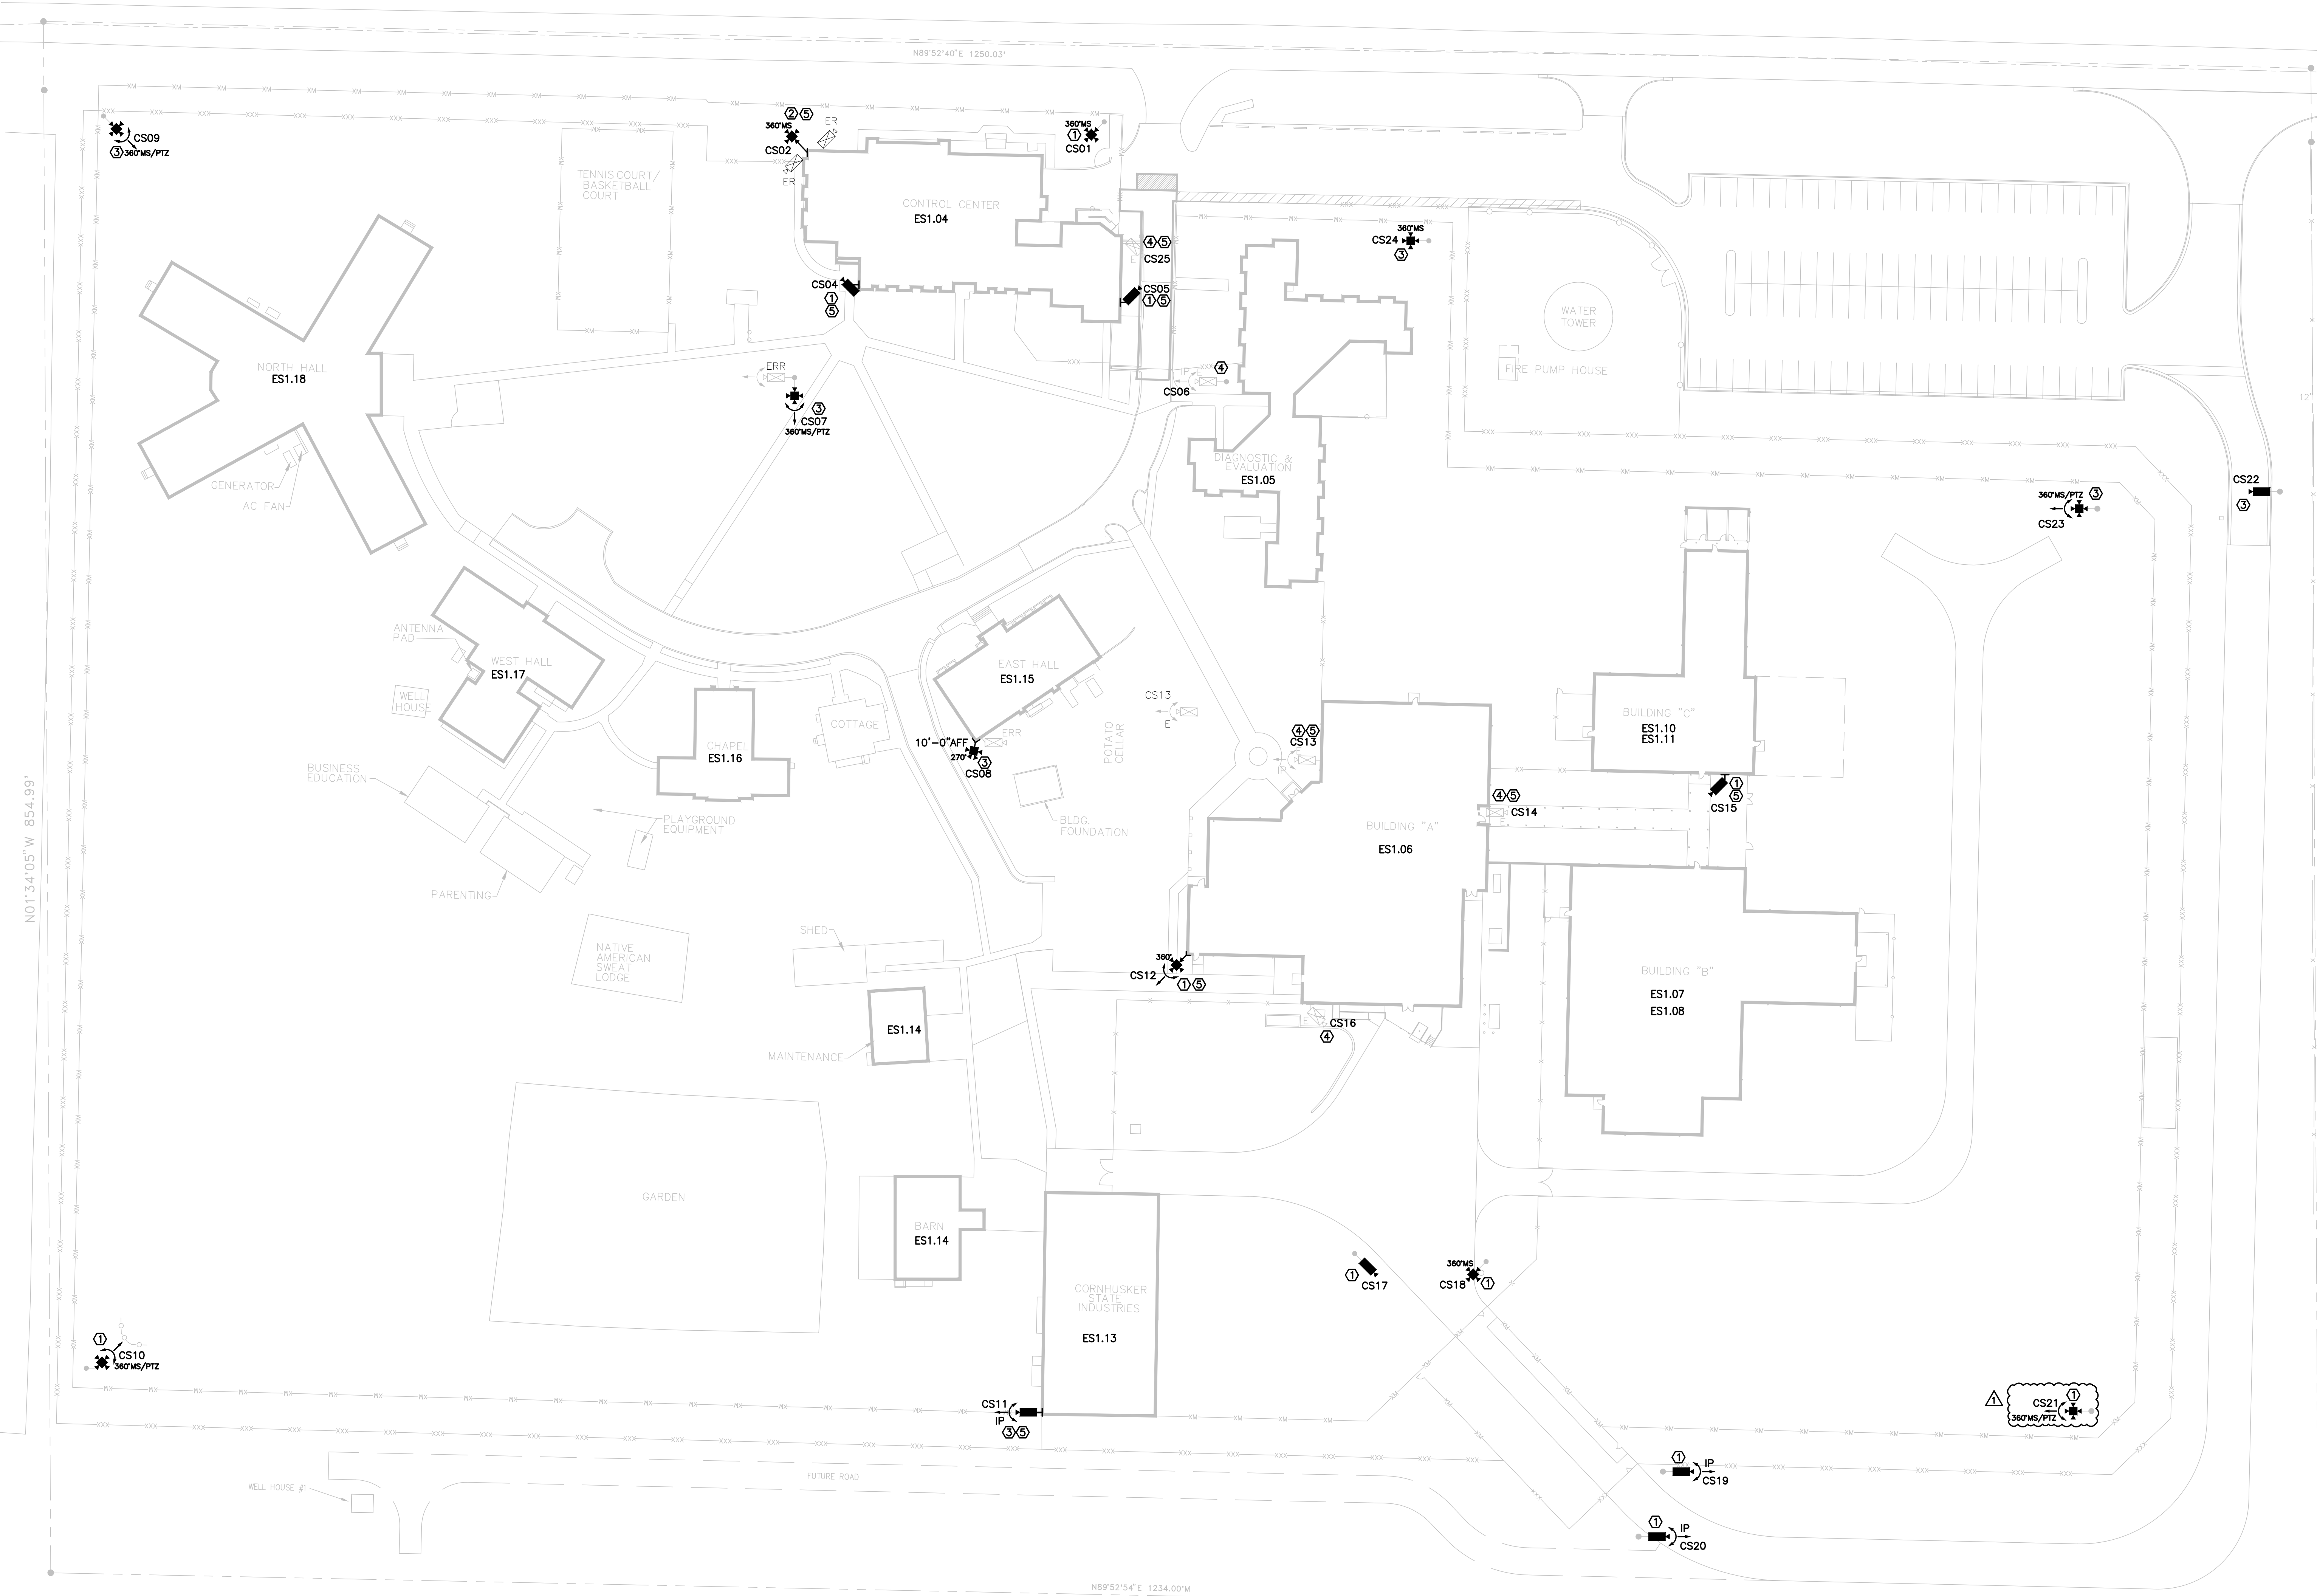 N89°52'40"E 1250.03'
CS09
3 360°MS/PTZ
2 5
360°MS
CS02
ER
ER
360°MS
1
CS01
TENNIS COURT/
BASKETBALL
COURT
CONTROL CENTER
ES1.04
4 5
CS25
CS04
1
5
CS05
1 5
360°MS
CS24
3
WATER
TOWER
FIRE PUMP HOUSE
NORTH HALL
ES1.18
ERR
3
CS07
360°MS/PTZ
IP
4
CS06
12"
GENERATOR
AC FAN
DIAGNOSTIC &
EVALUATION
ES1.05
360°MS/PTZ 3
CS23
CS22
3
ANTENNA
PAD
WEST HALL
ES1.17
WELL
HOUSE
EAST HALL
ES1.15
CS13
E
COTTAGE
POTATO
CELLAR
10'-0"AFF
ERR
270°
3
CS08
4 5
CS13
IP
BUILDING "C"
ES1.10
ES1.11
CHAPEL
ES1.16
BUSINESS
EDUCATION
PLAYGROUND
EQUIPMENT
BLDG.
FOUNDATION
4 5
CS14
E
1
5
CS15
BUILDING "A"
ES1.06
N01°34'05"W 854.99'
PARENTING
NATIVE
AMERICAN
SWEAT
LODGE
SHED
360°
CS12
1 5
BUILDING "B"
ES1.07
ES1.08
ES1.14
MAINTENANCE
CS16
4
GARDEN
BARN
ES1.14
CORNHUSKER
STATE
INDUSTRIES
ES1.13
1
CS17
360°MS
CS18 1
1
CS10
360°MS/PTZ
CS11
IP
3 5
1
1
CS21
360°MS/PTZ
1
IP
CS19
FUTURE ROAD
WELL HOUSE #1
1
IP
CS20
N89°52'54"E 1234.00'M